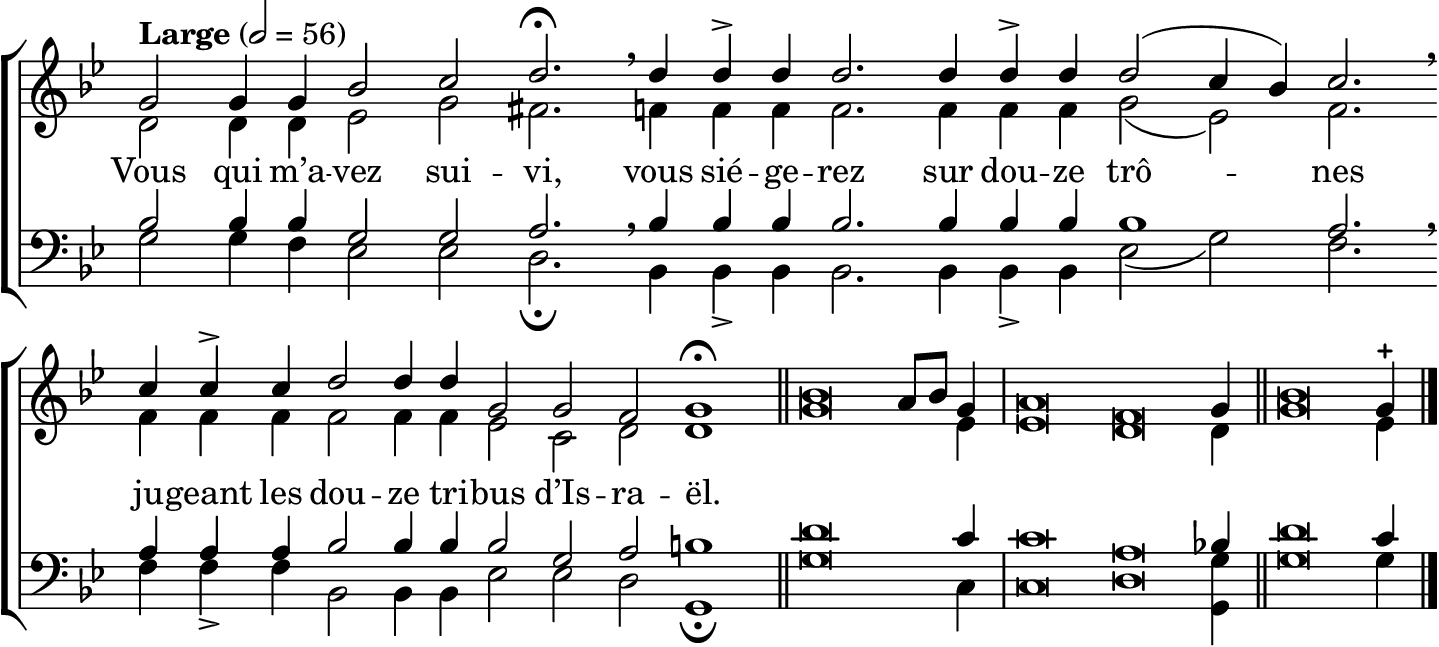 Large (𝅗𝅥 = 56)
Vous qui m’a-vez sui - vi, vous sié-ge-rez sur dou-ze trô - nes
jugeant les dou-ze tribus d’Is-ra-ël.